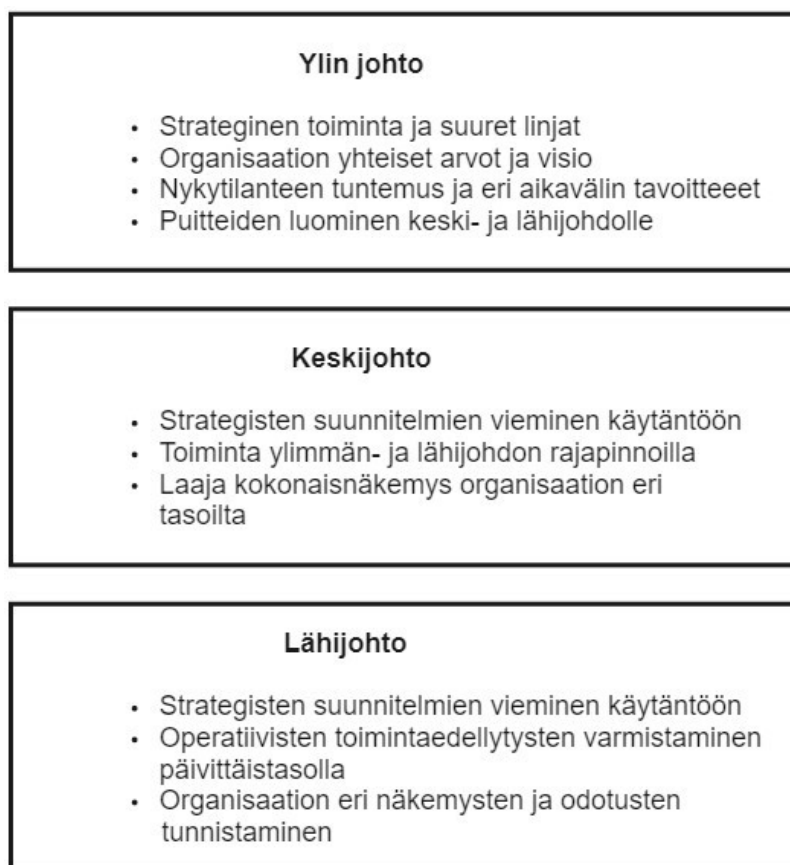 Ylin johto
• Strateginen toiminta ja suuret linjat
• Organisaation yhteiset arvot ja visio
• Nykytilanteen tuntemus ja eri aikavälin tavoitteeet
• Puitteiden luominen keski- ja lähijohdolle
Keskijohto
• Strategisten suunnitelmien vieminen käytäntöön
• Toiminta ylimmän- ja lähijohdon rajapinnoilla
• Laaja kokonaisnäkemys organisaation eri
tasoilta
Lähijohto
• Strategisten suunnitelmien vieminen käytäntöön
• Operatiivisten toimintaedellytysten varmistaminen
päivittäistasolla
• Organisaation eri näkemysten ja odotusten
tunnistaminen